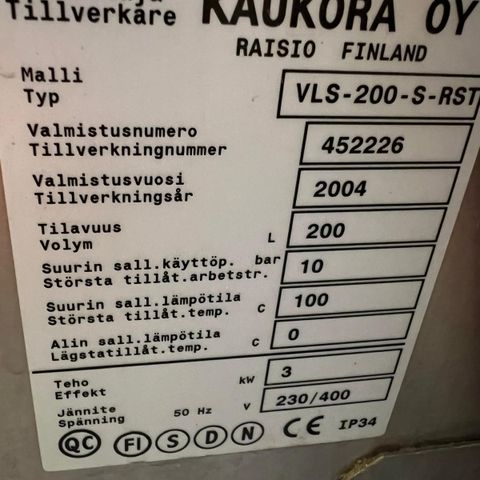 Tillverkare KAUKORA OY
RAISIO FINLAND
Malli
Typ VLS-200-S-RST
Valmistusnumero
Tillverkningnummer 452226
Valmistusvuosi
Tillverkningsår 2004
Tilavuus
Volym L 200
Suurin sall.käyttöp. bar
Största tillåt.arbetstr. 10
Suurin sall.lämpötila
Största tillåt.temp. C 100
Alin sall.lämpötila
Lägstatillåt.temp. C 0
Teho
Effekt kW 3
Jännite
Spänning 50 Hz V 230/400
QC FI S D N CE IP34